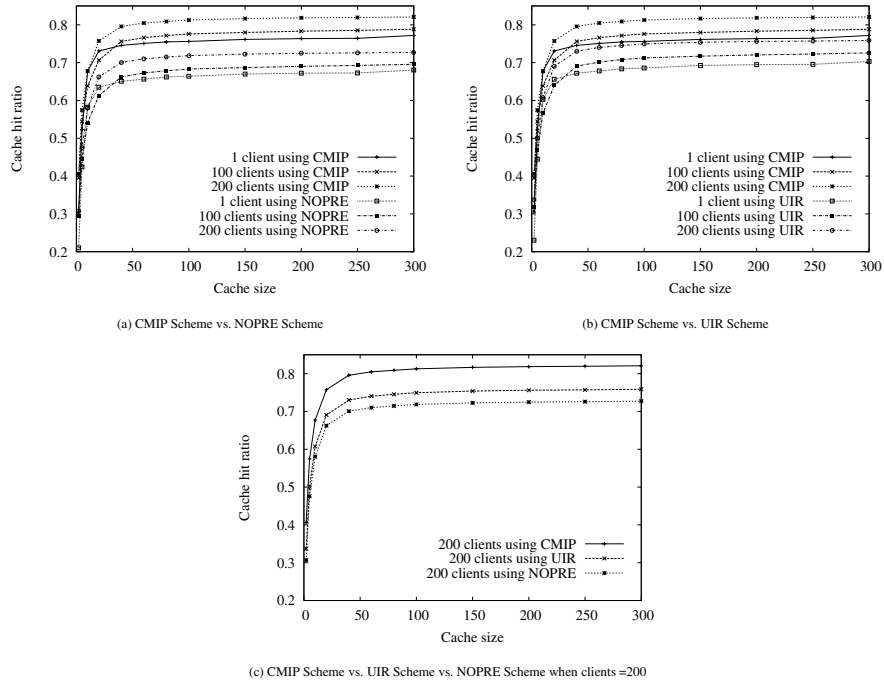 0.8
0.7
0.6
0.5
0.4
0.3
0.2
Cache hit ratio
1 client using CMIP
100 clients using CMIP
200 clients using CMIP
1 client using NOPRE
100 clients using NOPRE
200 clients using NOPRE
0 50 100 150 200 250 300
Cache size
(a) CMIP Scheme vs. NOPRE Scheme
0.8
0.7
0.6
0.5
0.4
0.3
0.2
Cache hit ratio
1 client using CMIP
100 clients using CMIP
200 clients using CMIP
1 client using UIR
100 clients using UIR
200 clients using UIR
0 50 100 150 200 250 300
Cache size
(b) CMIP Scheme vs. UIR Scheme
0.8
0.7
0.6
0.5
0.4
0.3
0.2
Cache hit ratio
200 clients using CMIP
200 clients using UIR
200 clients using NOPRE
0 50 100 150 200 250 300
Cache size
(c) CMIP Scheme vs. UIR Scheme vs. NOPRE Scheme when clients =200